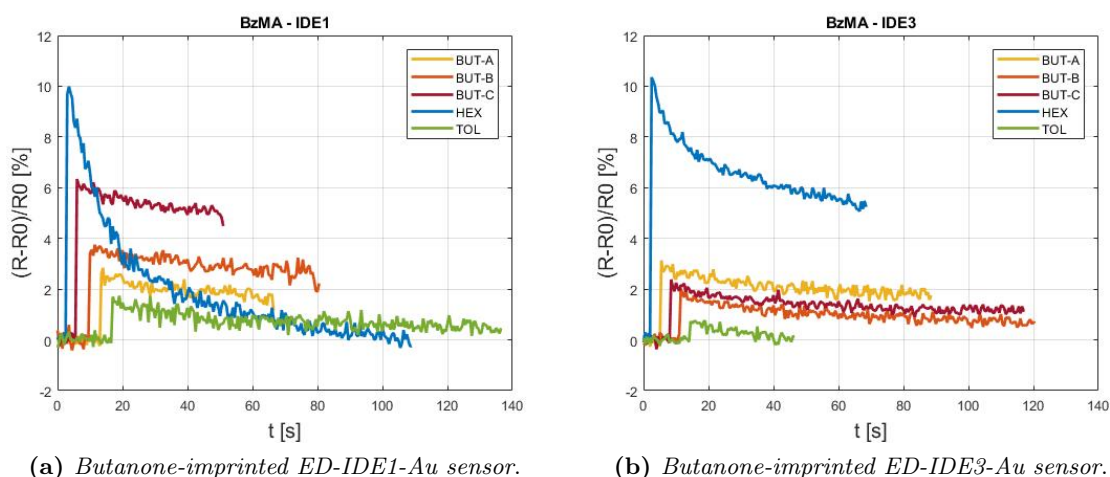 BzMA - IDE1
(R-R0)/R0 [%]
12
10
8
6
4
2
0
-2
0 20 40 60 80 100 120 140
t [s]
BUT-A
BUT-B
BUT-C
HEX
TOL
(a) Butanone-imprinted ED-IDE1-Au sensor.
BzMA - IDE3
(R-R0)/R0 [%]
12
10
8
6
4
2
0
-2
0 20 40 60 80 100 120 140
t [s]
BUT-A
BUT-B
BUT-C
HEX
TOL
(b) Butanone-imprinted ED-IDE3-Au sensor.